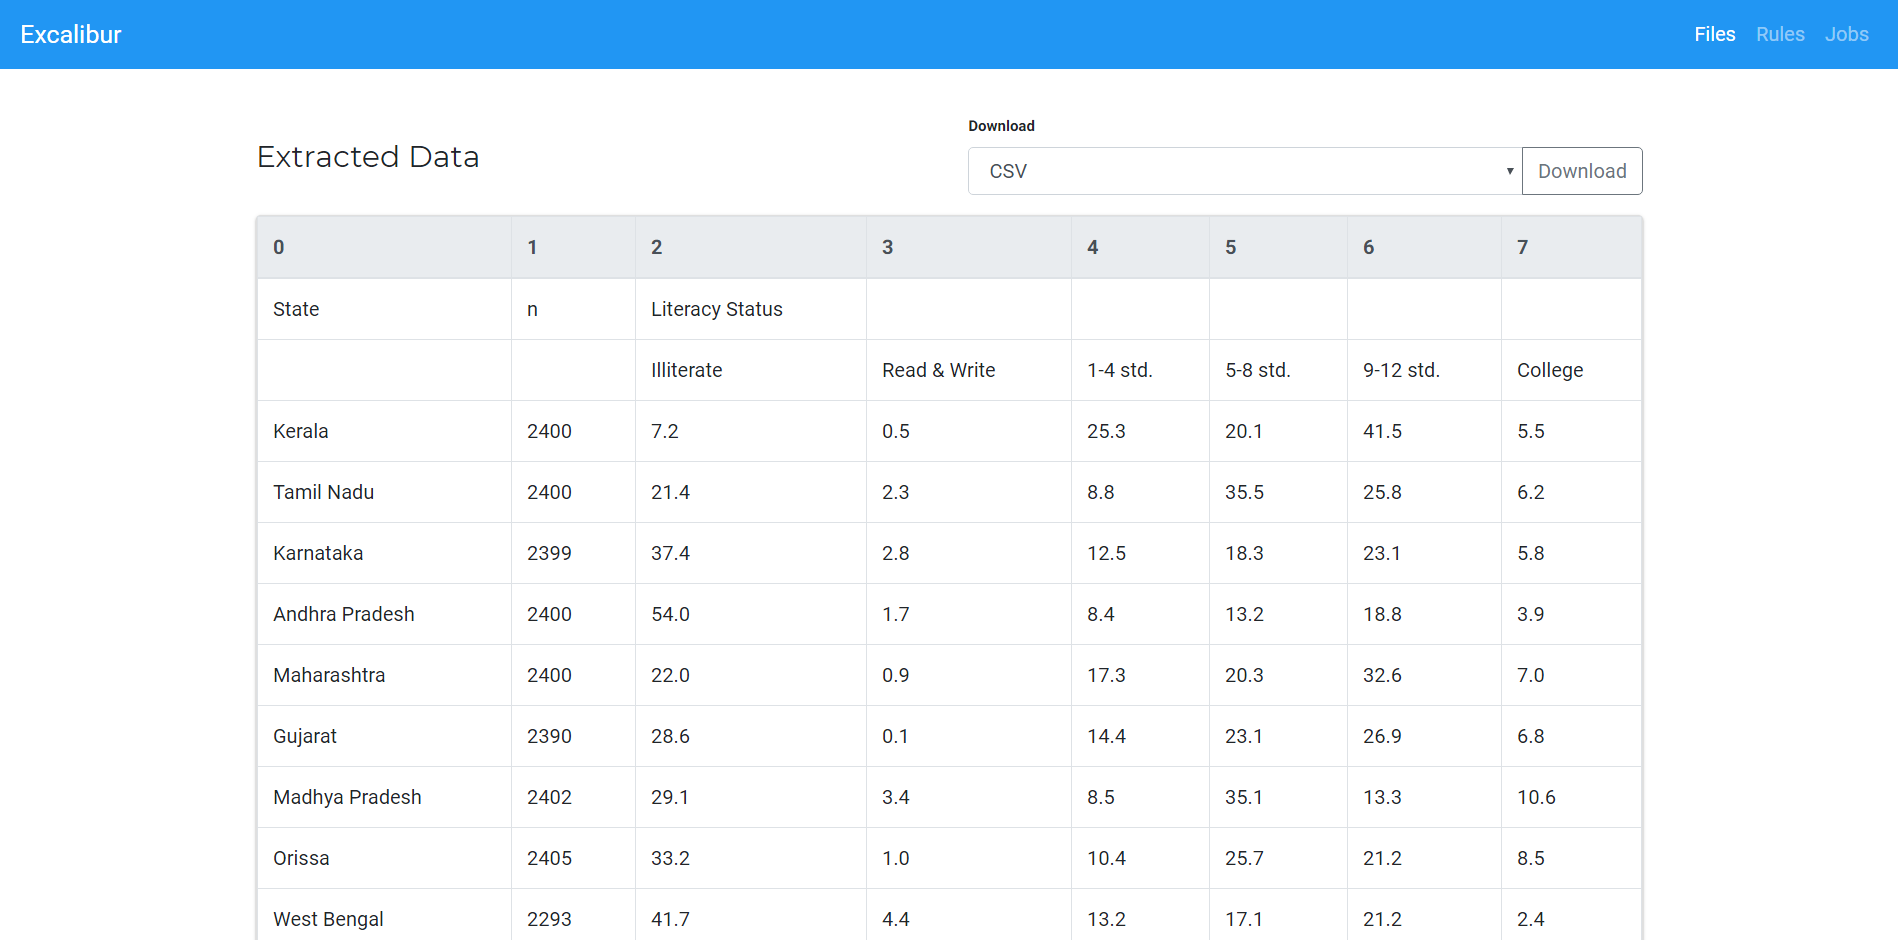 Excalibur Files Rules Jobs
Download
Extracted Data
CSV Download
0 1 2 3 4 5 6 7
State n Literacy Status
Illiterate Read & Write 1-4 std. 5-8 std. 9-12 std. College
Kerala 2400 7.2 0.5 25.3 20.1 41.5 5.5
Tamil Nadu 2400 21.4 2.3 8.8 35.5 25.8 6.2
Karnataka 2399 37.4 2.8 12.5 18.3 23.1 5.8
Andhra Pradesh 2400 54.0 1.7 8.4 13.2 18.8 3.9
Maharashtra 2400 22.0 0.9 17.3 20.3 32.6 7.0
Gujarat 2390 28.6 0.1 14.4 23.1 26.9 6.8
Madhya Pradesh 2402 29.1 3.4 8.5 35.1 13.3 10.6
Orissa 2405 33.2 1.0 10.4 25.7 21.2 8.5
West Bengal 2293 41.7 4.4 13.2 17.1 21.2 2.4